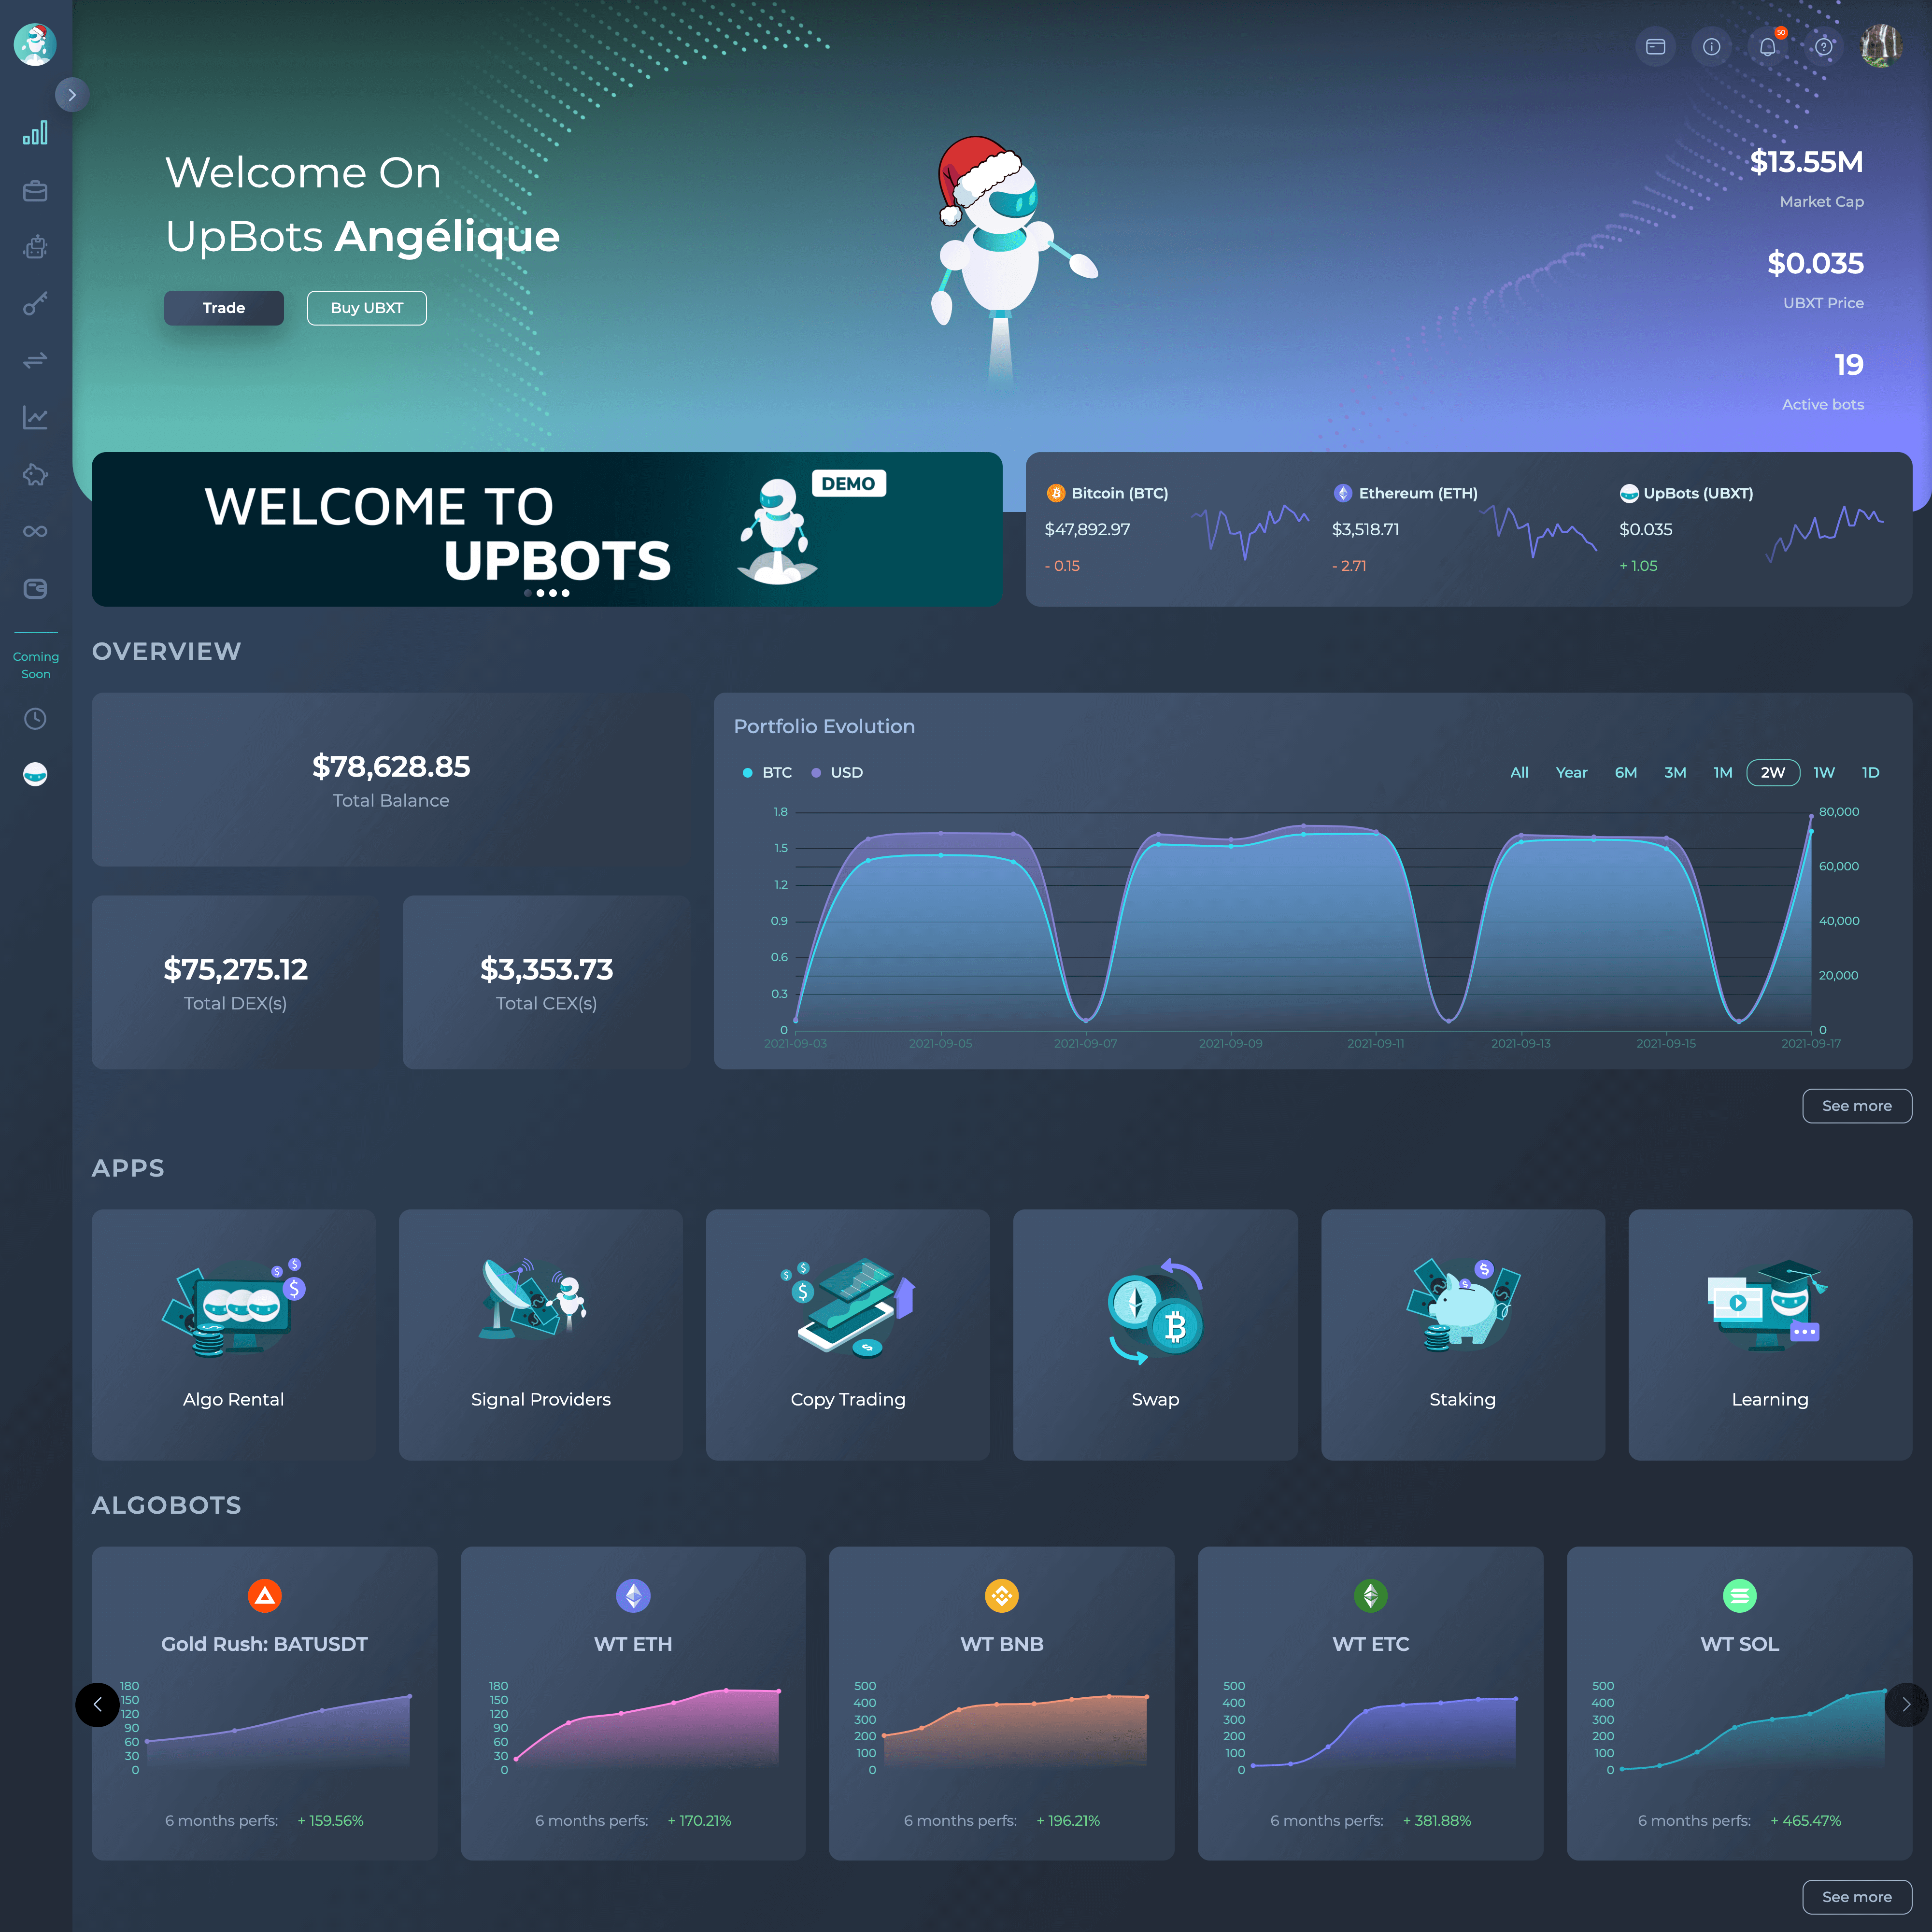 50
Welcome On
UpBots Angélique
Trade
Buy UBXT
$13.55M
Market Cap
$0.035
UBXT Price
19
Active bots
WELCOME TO
UPBOTS
DEMO
Bitcoin (BTC)
$47,892.97
- 0.15
Ethereum (ETH)
$3,518.71
- 2.71
UpBots (UBXT)
$0.035
+ 1.05
Coming
Soon
OVERVIEW
$78,628.85
Total Balance
$75,275.12
Total DEX(s)
$3,353.73
Total CEX(s)
Portfolio Evolution
BTC USD
All Year 6M 3M 1M 2W 1W 1D
1.8
1.5
1.2
0.9
0.6
0.3
0
80,000
60,000
40,000
20,000
0
2021-09-03 2021-09-05 2021-09-07 2021-09-09 2021-09-11 2021-09-13 2021-09-15 2021-09-17
See more
APPS
Algo Rental
Signal Providers
Copy Trading
Swap
Staking
Learning
ALGOBOTS
Gold Rush: BATUSDT
180
150
120
90
60
30
0
6 months perfs: + 159.56%
WT ETH
180
150
120
90
60
30
0
6 months perfs: + 170.21%
WT BNB
500
400
300
200
100
0
6 months perfs: + 196.21%
WT ETC
500
400
300
200
100
0
6 months perfs: + 381.88%
WT SOL
500
400
300
200
100
0
6 months perfs: + 465.47%
See more